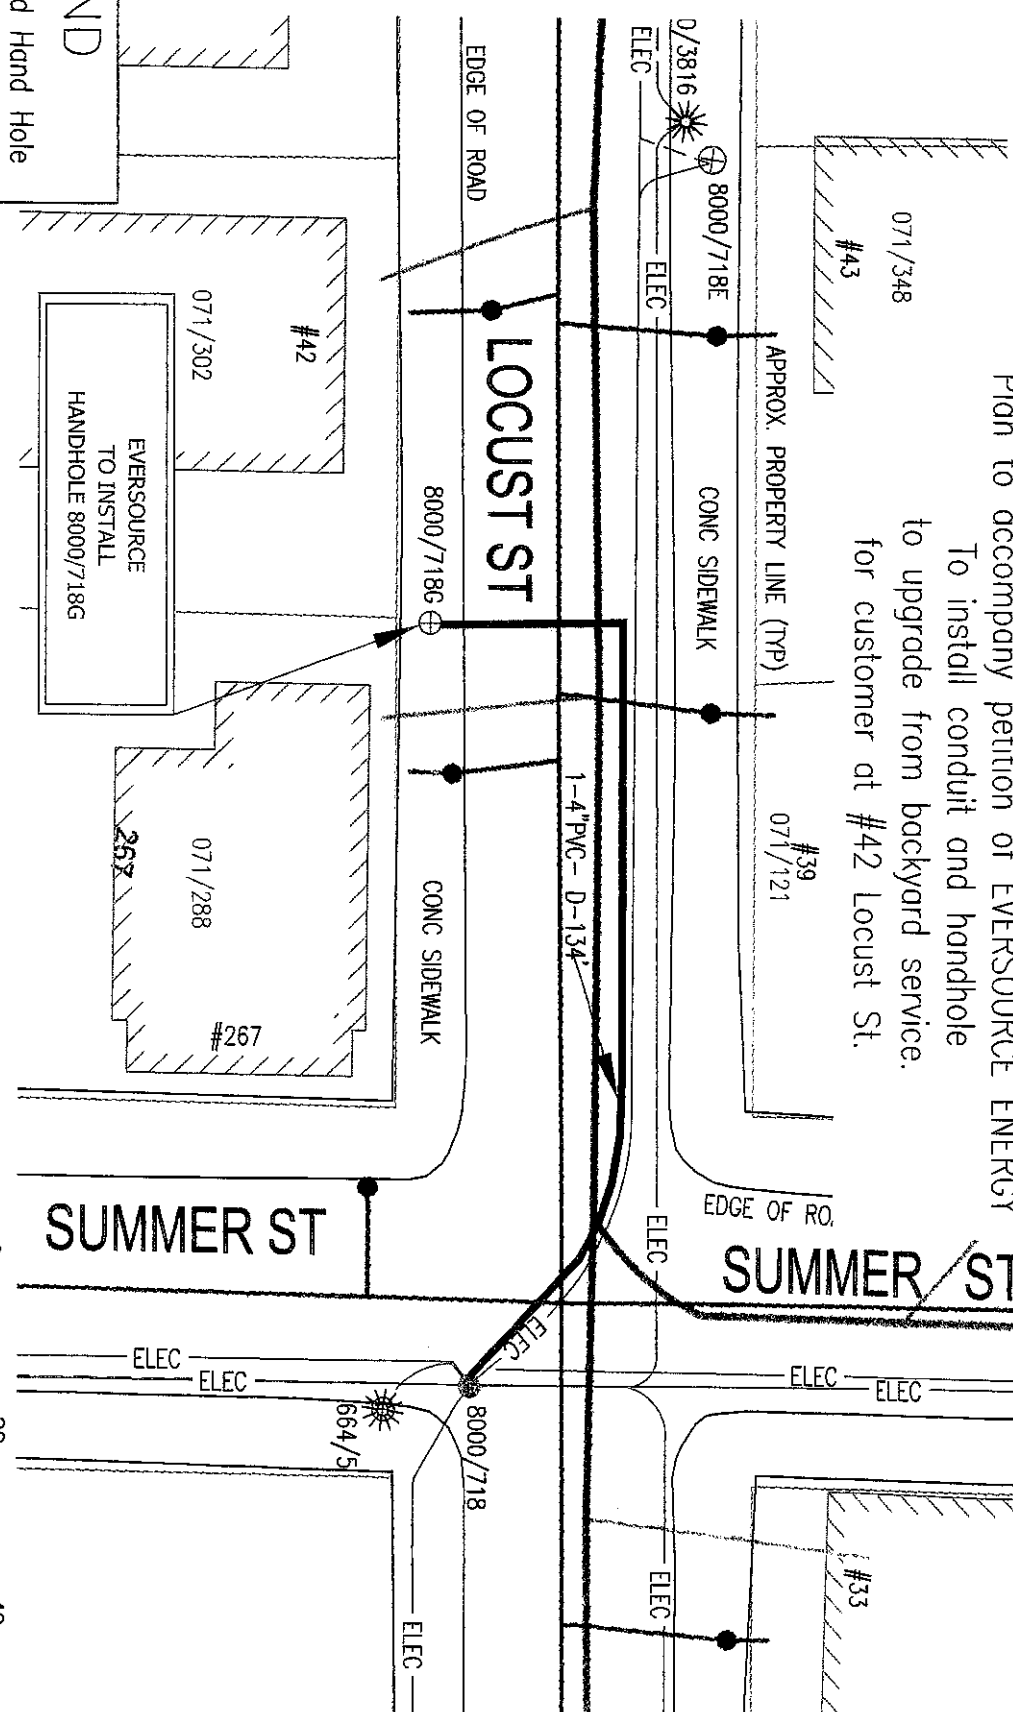 Plan to accompany petition of EVERSOURCE ENERGY
To install conduit and handhole
to upgrade from backyard service.
for customer at #42 Locust St.
071/348
#43
#39
071/121
#33
APPROX. PROPERTY LINE (TYP)
CONC SIDEWALK
EDGE OF RO
SUMMER ST
8000/718E
0/3816
ELEC
ELEC
ELEC
ELEC
ELEC
ELEC
ELEC
1-4"PVC- D-134'
LOCUST ST
EDGE OF ROAD
8000/718G
CONC SIDEWALK
8000/718
664/5
ELEC
ELEC
ELEC
SUMMER ST
#42
071/302
071/288
267
#267
EVERSOURCE
TO INSTALL
HANDHOLE 8000/718G
ND
d Hand Hole